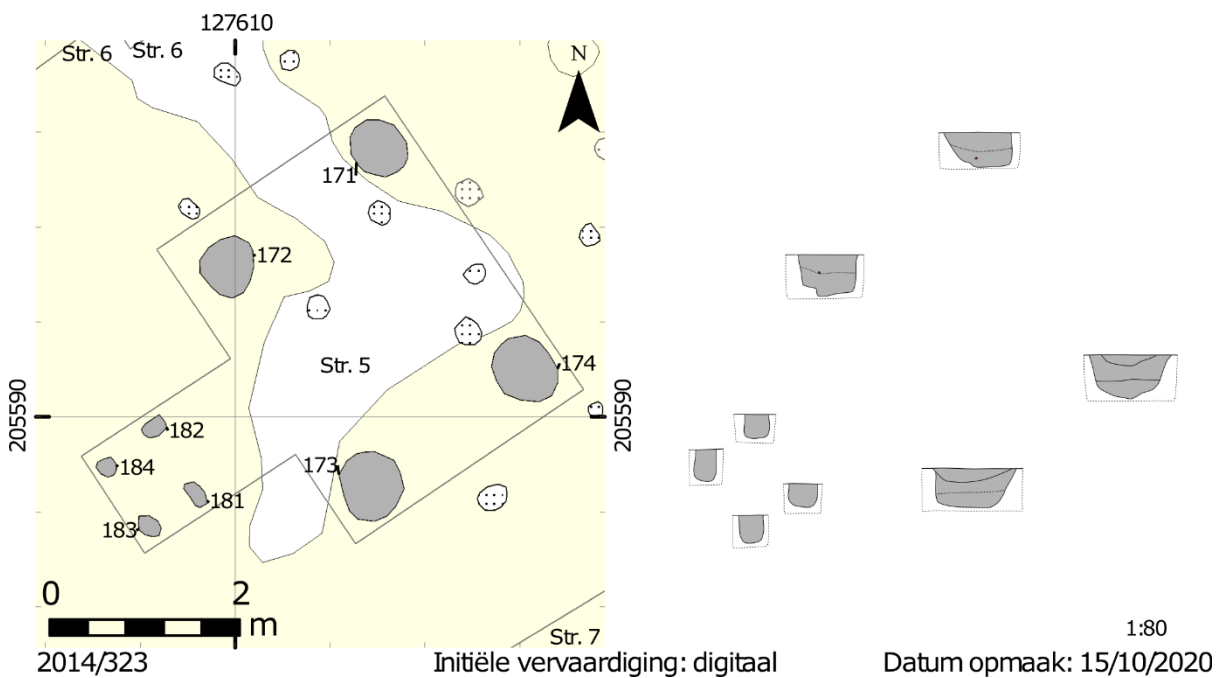 127610
Str. 6 Str. 6
N
171
172
Str. 5
174
205590
205590
182
173
184
181
183
0 2
m
Str. 7
1:80
2014/323 Initiële vervaardiging: digitaal Datum opmaak: 15/10/2020